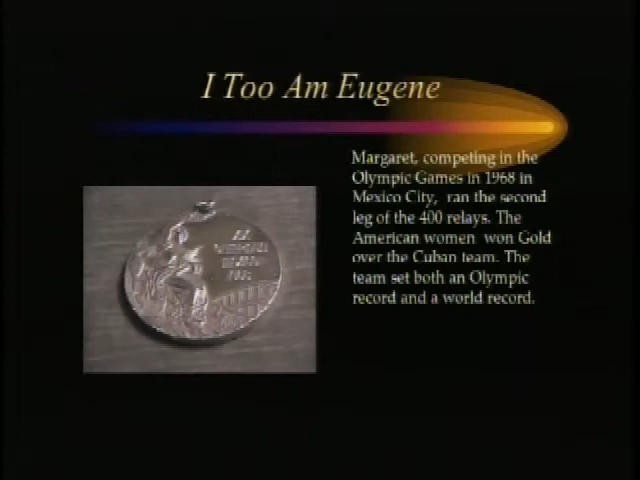 I Too Am Eugene
Margaret, competing in the
Olympic Games in 1968 in
Mexico City, ran the second
leg of the 400 relays. The
American women won Gold
over the Cuban team. The
team set both an Olympic
record and a world record.